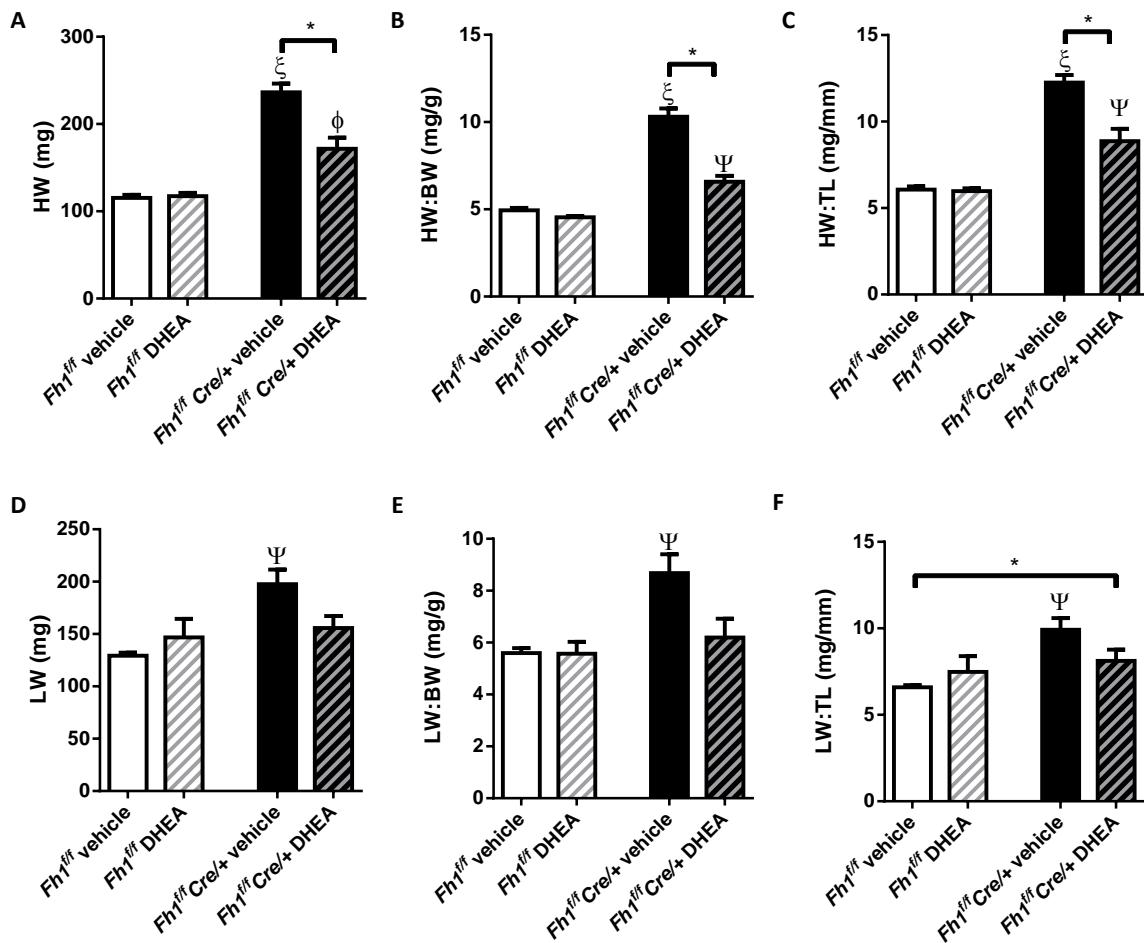 A
HW (mg)
300
200
100
0
*
ξ
ϕ
Fh1f/f vehicle
Fh1f/f DHEA
Fh1f/f Cre/+ vehicle
Fh1f/f Cre/+ DHEA
B
HW:BW (mg/g)
15
10
5
0
*
ξ
Ψ
Fh1f/f vehicle
Fh1f/f DHEA
Fh1f/f Cre/+ vehicle
Fh1f/f Cre/+ DHEA
C
HW:TL (mg/mm)
15
10
5
0
*
ξ
Ψ
Fh1f/f vehicle
Fh1f/f DHEA
Fh1f/f Cre/+ vehicle
Fh1f/f Cre/+ DHEA
D
LW (mg)
250
200
150
100
50
0
Ψ
Fh1f/f vehicle
Fh1f/f DHEA
Fh1f/f Cre/+ vehicle
Fh1f/f Cre/+ DHEA
E
LW:BW (mg/g)
10
8
6
4
2
0
Ψ
Fh1f/f vehicle
Fh1f/f DHEA
Fh1f/f Cre/+ vehicle
Fh1f/f Cre/+ DHEA
F
LW:TL (mg/mm)
15
10
5
0
*
Ψ
Fh1f/f vehicle
Fh1f/f DHEA
Fh1f/f Cre/+ vehicle
Fh1f/f Cre/+ DHEA